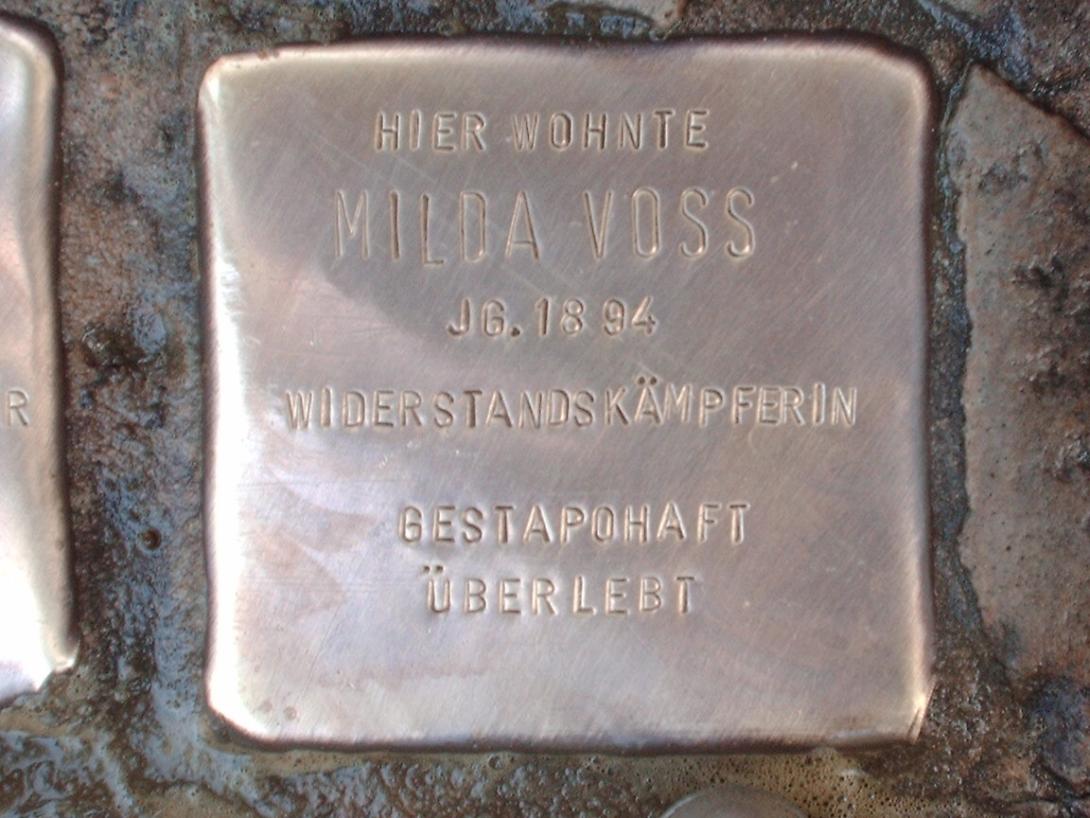 HIER WOHNTE
MILDA VOSS
JG. 1894
WIDERSTANDSKÄMPFERIN
GESTAPOHAFT
ÜBERLEBT
R